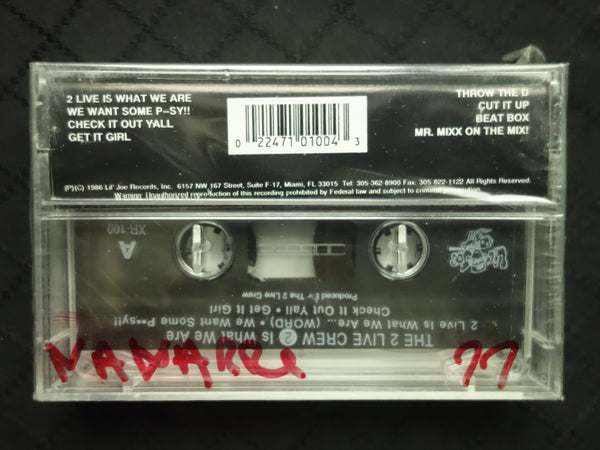 2 LIVE IS WHAT WE ARE
WE WANT SOME P–SY!!
CHECK IT OUT YALL
GET IT GIRL
0 22471 01004 3
THROW THE D
CUT IT UP
BEAT BOX
MR. MIXX ON THE MIX!
(P)(C) 1986 Lil' Joe Records, Inc. 6157 NW 167 Street, Suite F-17, Miami, FL 33015 Tel: 305-362-8900 Fax: 305-822-1122 All Rights Reserved.
Warning: Unauthorized reproduction of this recording prohibited by Federal law and subject to criminal prosecution.
A
XR-100
THE 2 LIVE CREW 2 Is What We Are
2 Live Is What We Are... (WORD) • We Want Some P**sy!!
Check It Out Yall • Get It Girl
Produced By The 2 Live Crew
77